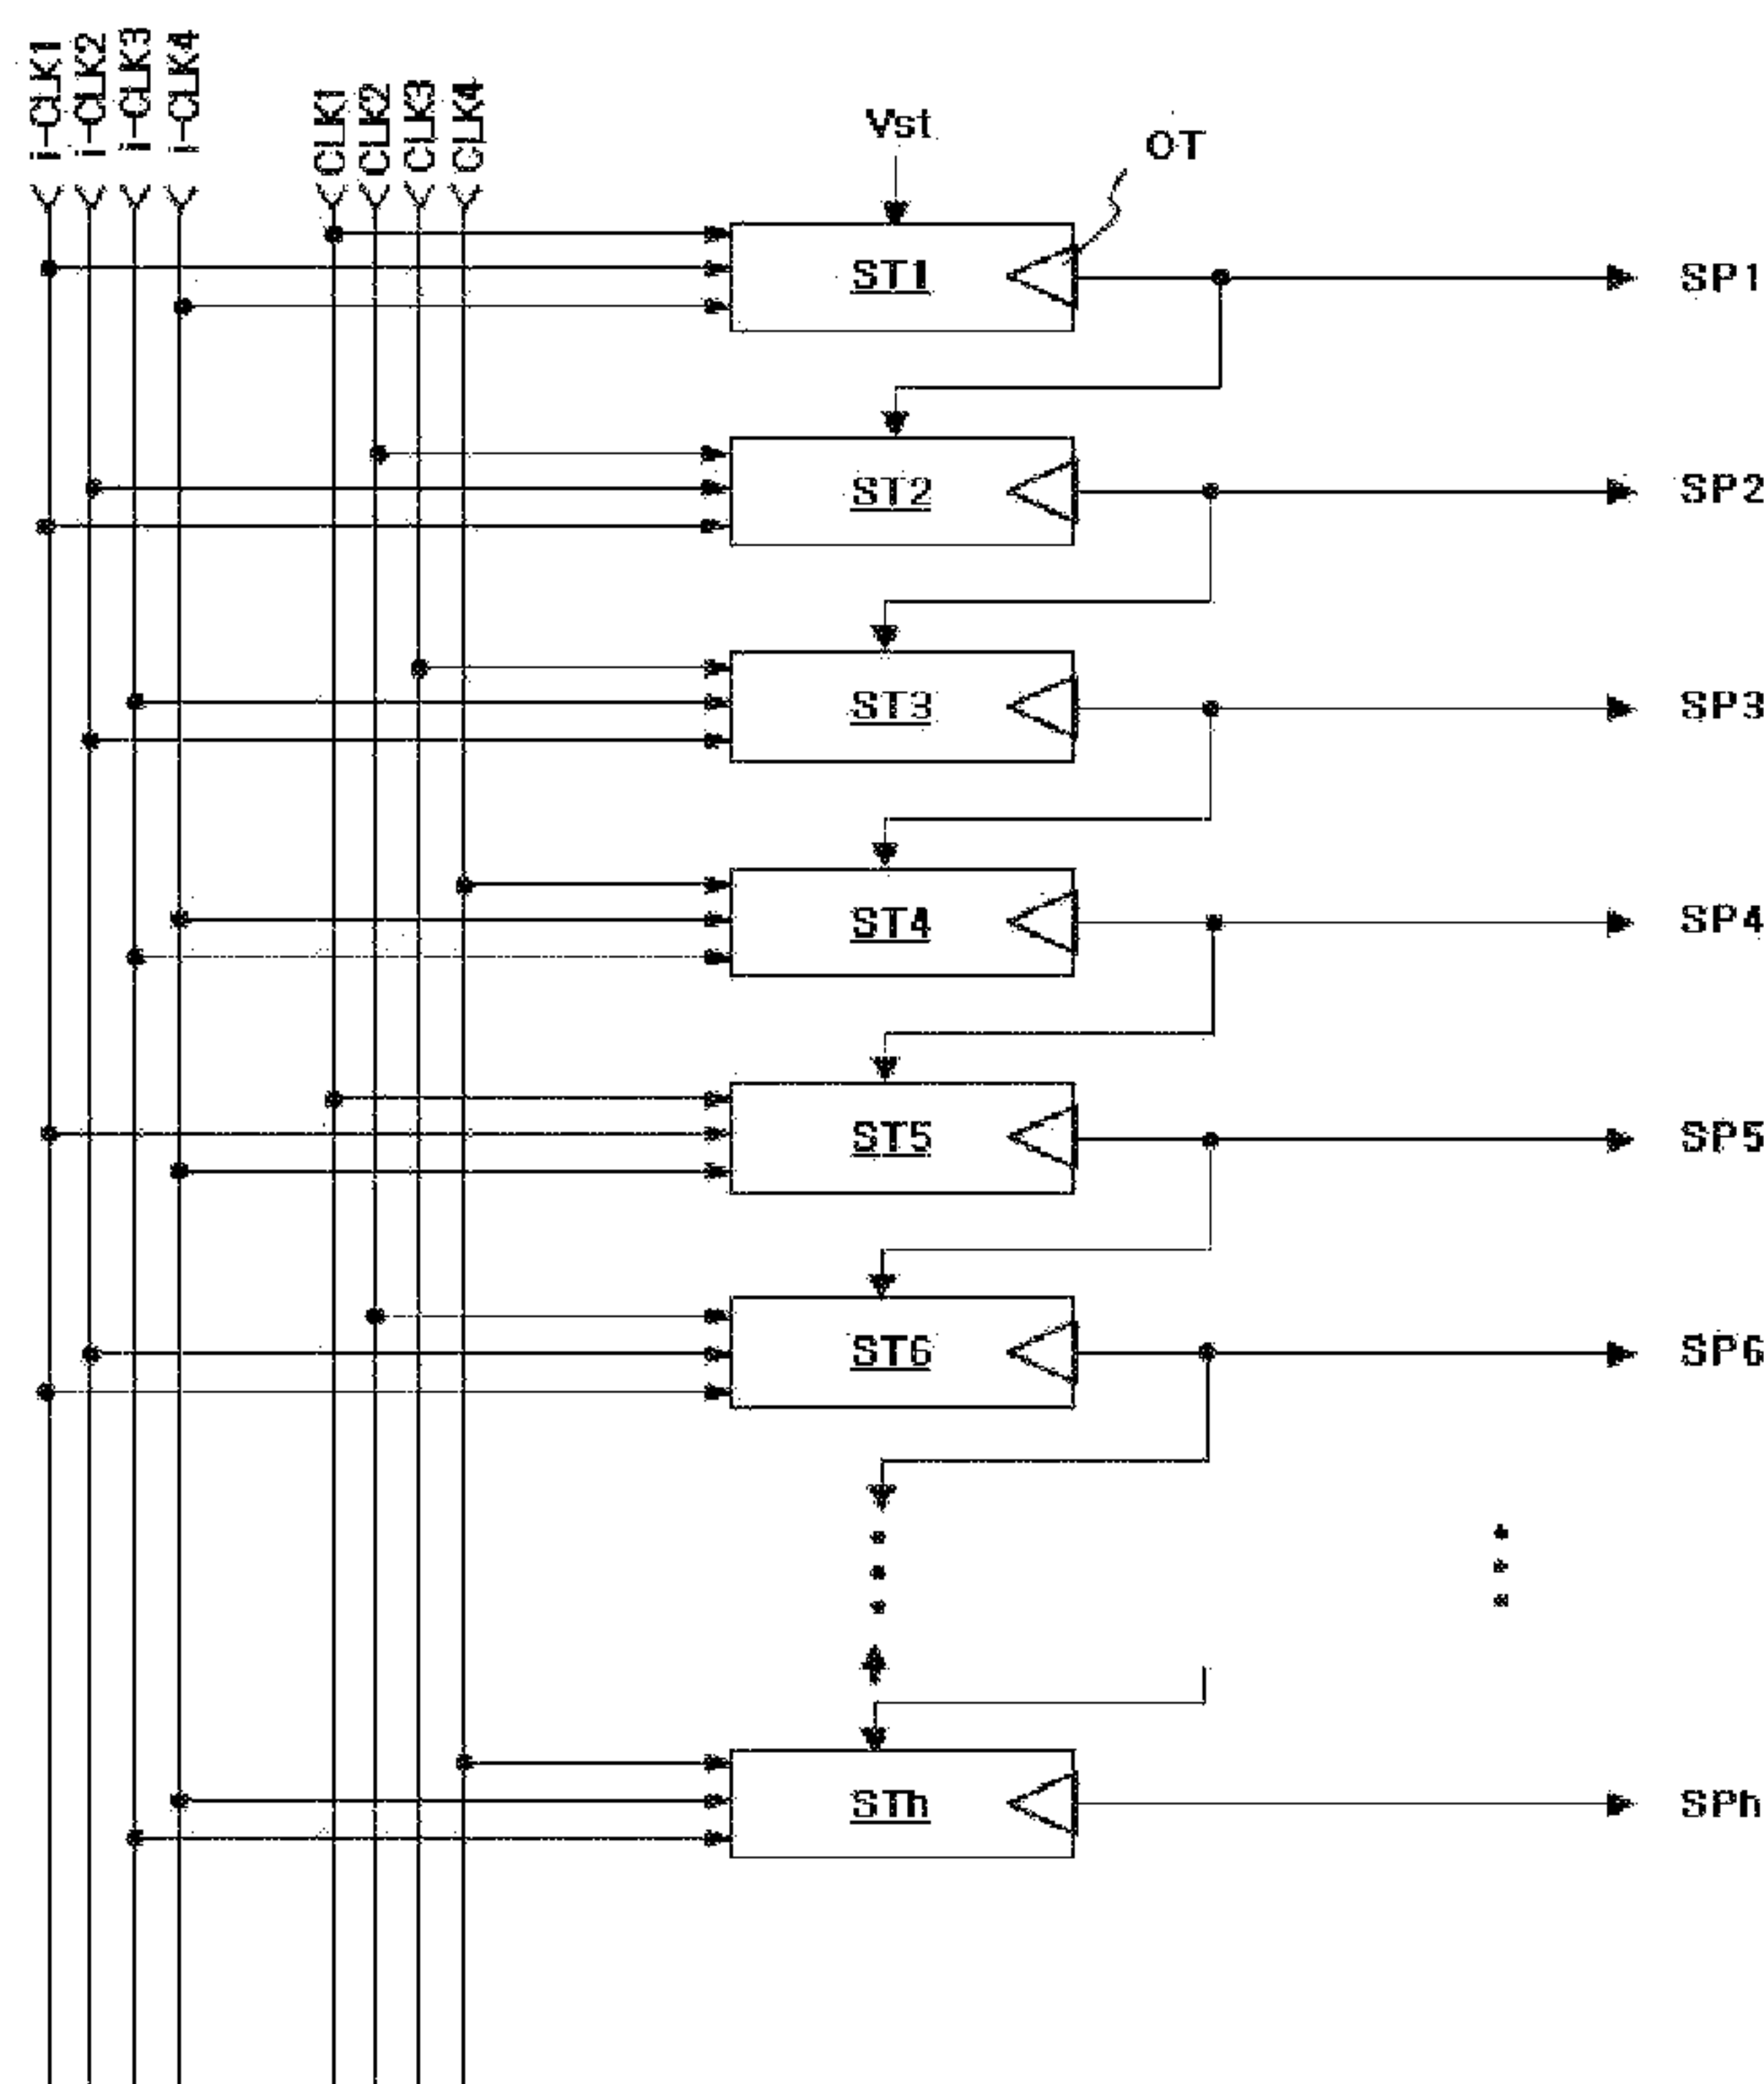 i-CLK1
i-CLK2
i-CLK3
i-CLK4
CLK1
CLK2
CLK3
CLK4
Vst
OT
ST1
SP1
ST2
SP2
ST3
SP3
ST4
SP4
ST5
SP5
ST6
SP6
STh
SPh